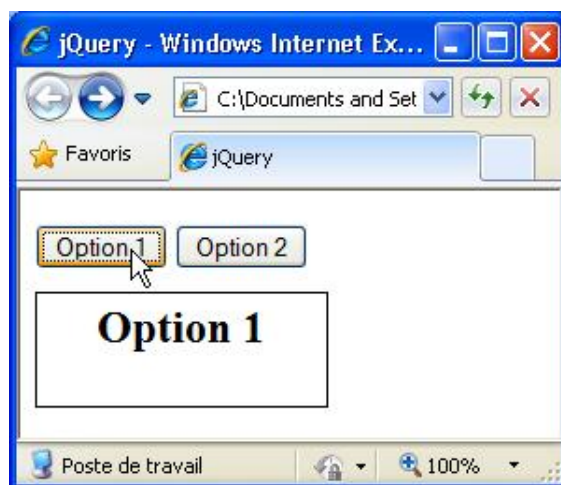 jQuery - Windows Internet Ex...
C:\Documents and Set
Favoris
jQuery
Option 1 Option 2
Option 1
Poste de travail
100%